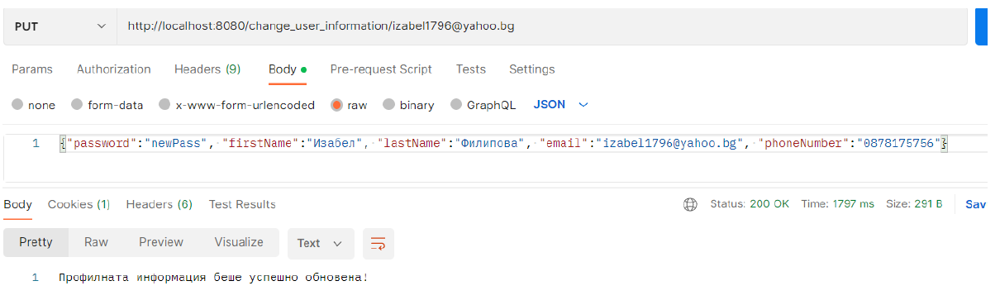 PUT http://localhost:8080/change_user_information/izabel1796@yahoo.bg
Params Authorization Headers (9) Body Pre-request Script Tests Settings
none form-data x-www-form-urlencoded raw binary GraphQL JSON
1 {"password":"newPass", "firstName":"Изабел", "lastName":"Филипова", "email":"izabel1796@yahoo.bg", "phoneNumber":"0878175756"}
Body Cookies (1) Headers (6) Test Results Status: 200 OK Time: 1797 ms Size: 291 B Sav
Pretty Raw Preview Visualize Text
1 Профилната информация беше успешно обновена!